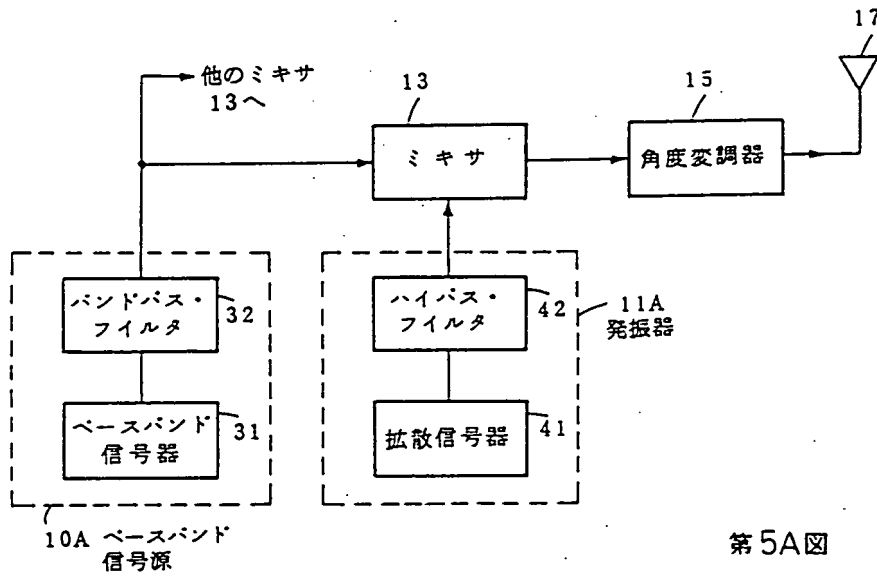 17
他のミキサ
13へ
13
ミキサ
15
角度変調器
バンドパス・
フイルタ
32
ベースバンド
信号器
31
ハイパス・
フイルタ
42
拡散信号器
41
11A
発振器
10A ベースバンド
信号源
第5A図